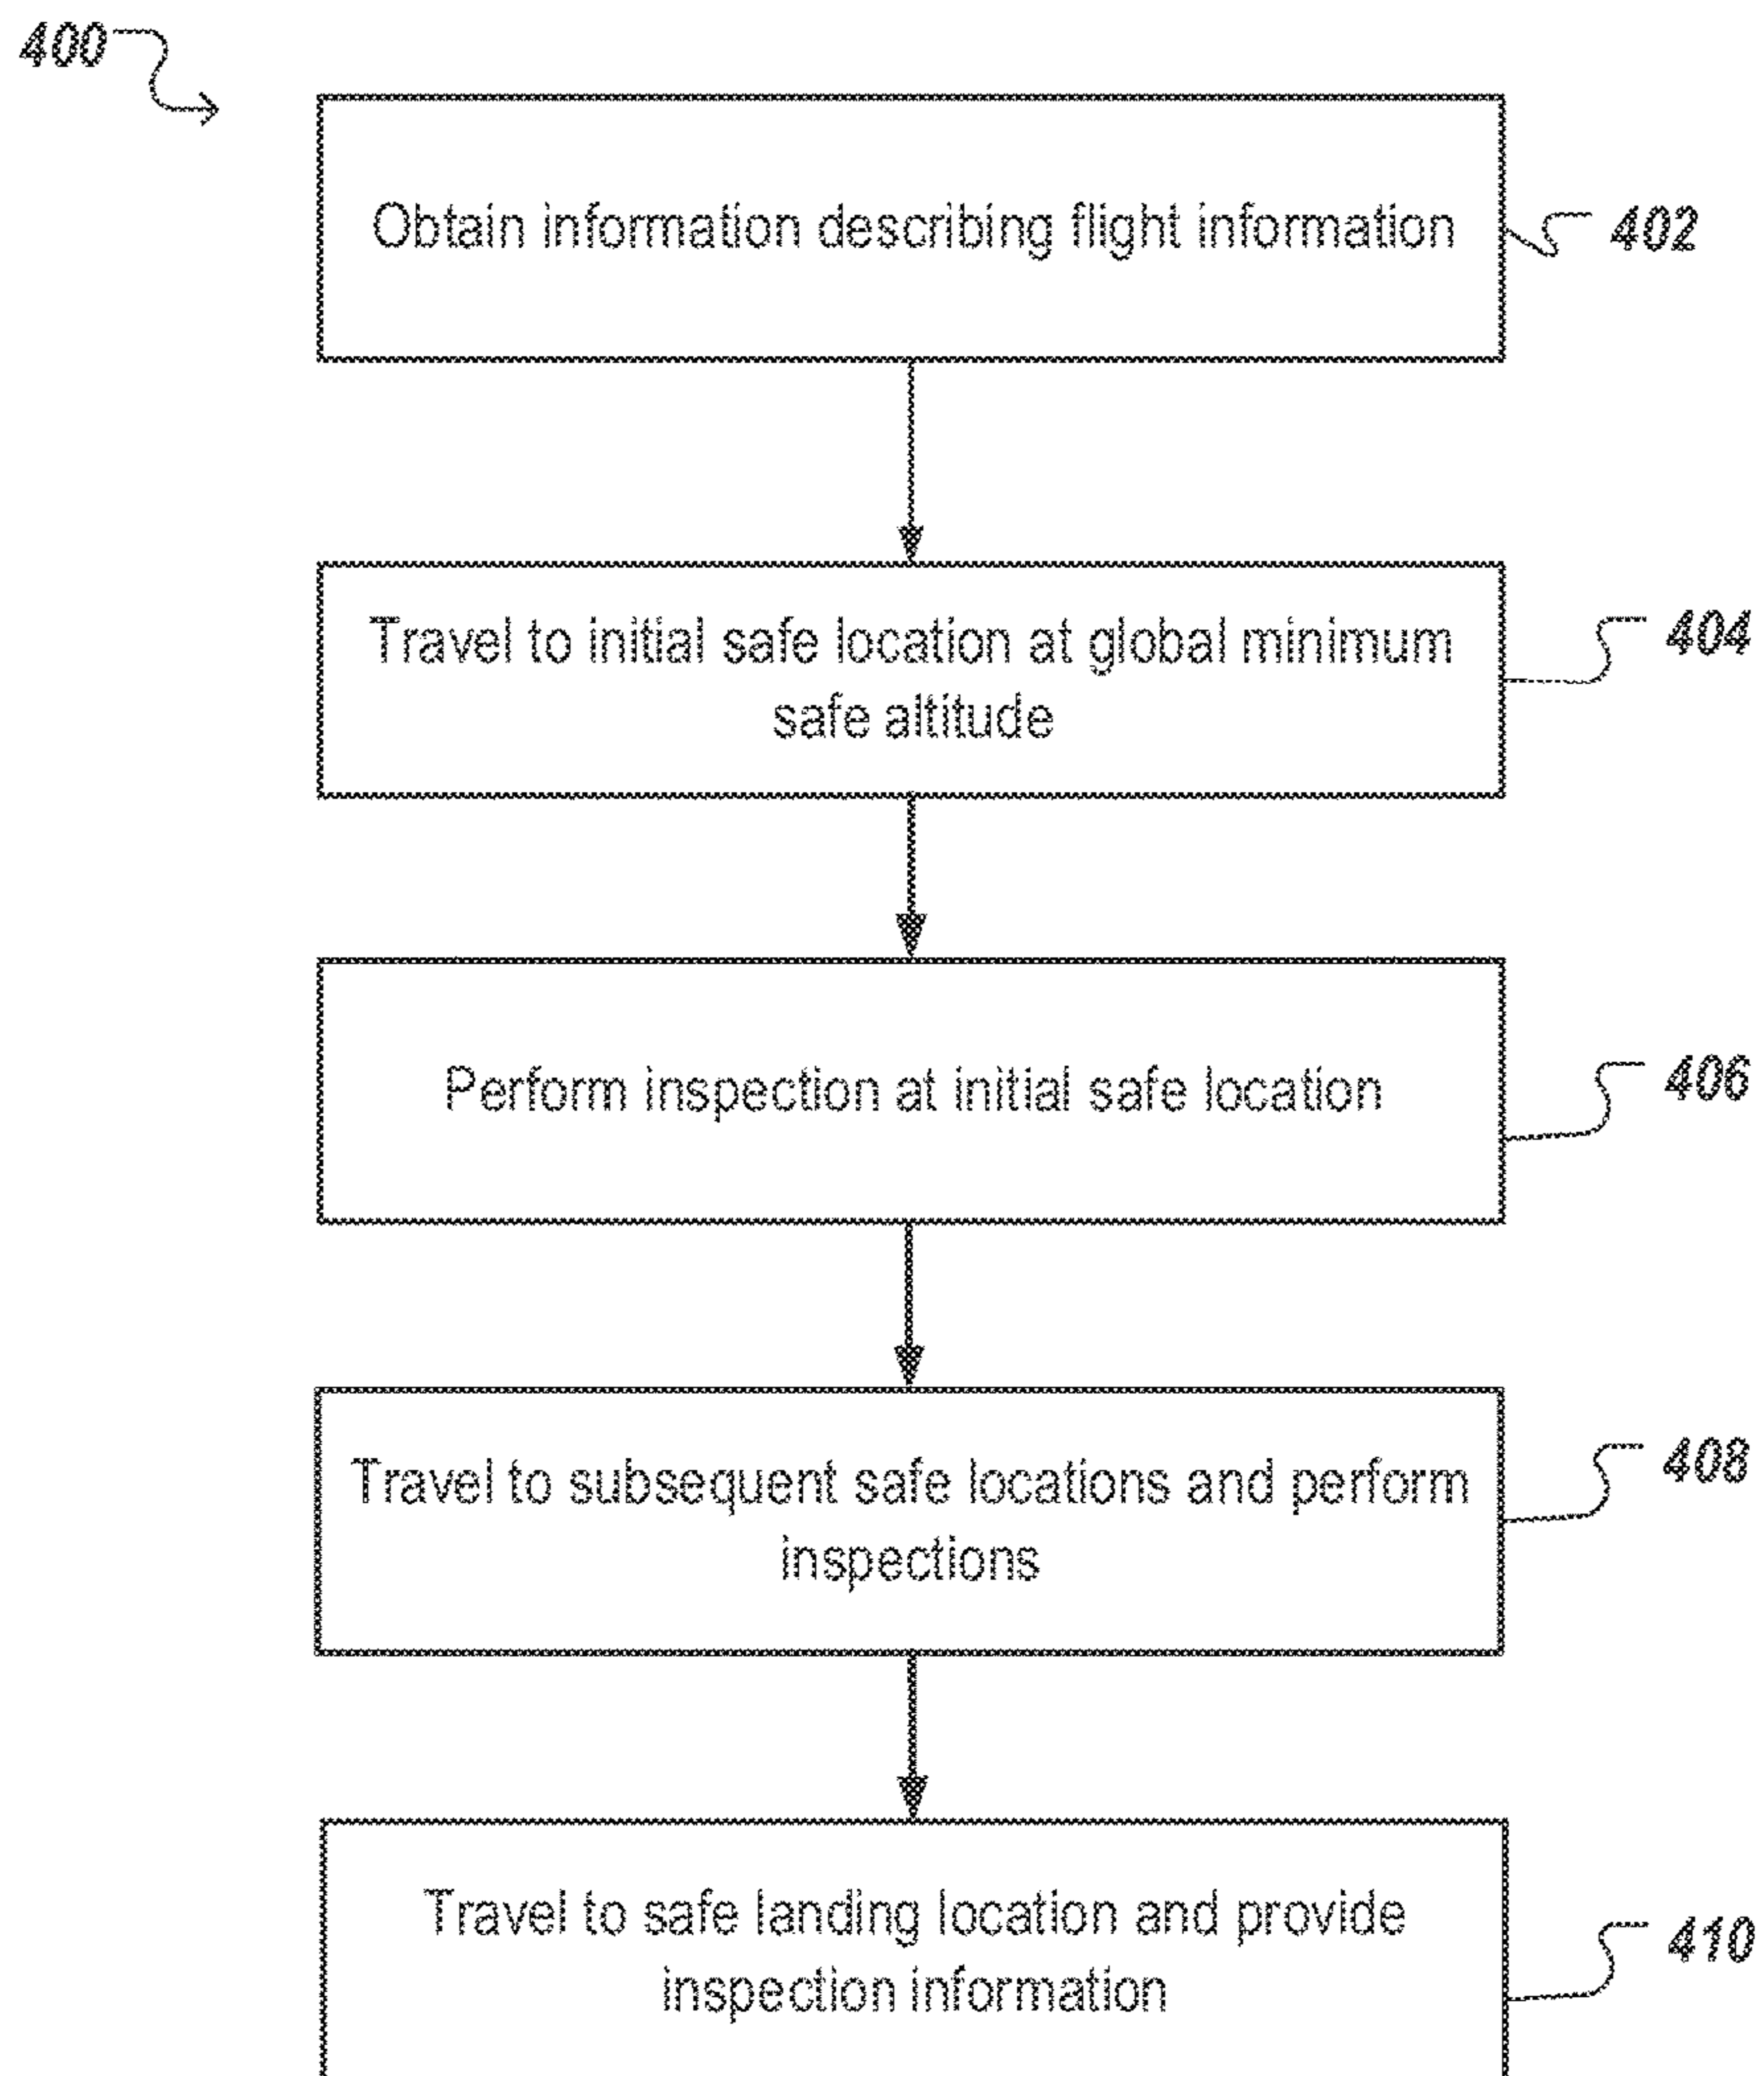 400
Obtain information describing flight information
402
Travel to initial safe location at global minimum
safe altitude
404
Perform inspection at initial safe location
406
Travel to subsequent safe locations and perform
inspections
408
Travel to safe landing location and provide
inspection information
410